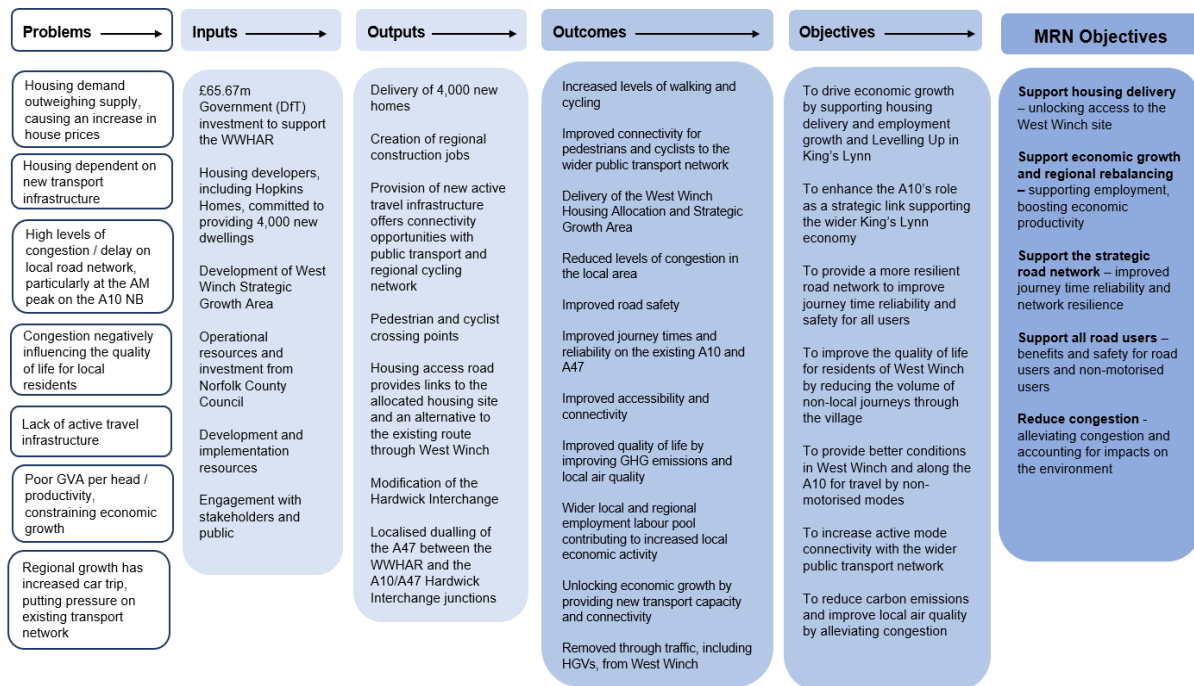 Problems
Inputs
Outputs
Outcomes
Objectives
MRN Objectives
Housing demand
outweighing supply,
causing an increase in
house prices
Housing dependent on
new transport
infrastructure
High levels of
congestion / delay on
local road network,
particularly at the AM
peak on the A10 NB
Congestion negatively
influencing the quality
of life for local
residents
Lack of active travel
infrastructure
Poor GVA per head /
productivity,
constraining economic
growth
Regional growth has
increased car trip,
putting pressure on
existing transport
network
£65.67m
Government (DfT)
investment to support
the WWHAR
Housing developers,
including Hopkins
Homes, committed to
providing 4,000 new
dwellings
Development of West
Winch Strategic
Growth Area
Operational
resources and
investment from
Norfolk County
Council
Development and
implementation
resources
Engagement with
stakeholders and
public
Delivery of 4,000 new
homes
Creation of regional
construction jobs
Provision of new active
travel infrastructure
offers connectivity
opportunities with
public transport and
regional cycling
network
Pedestrian and cyclist
crossing points
Housing access road
provides links to the
allocated housing site
and an alternative to
the existing route
through West Winch
Modification of the
Hardwick Interchange
Localised dualling of
the A47 between the
WWHAR and the
A10/A47 Hardwick
Interchange junctions
Increased levels of walking and
cycling
Improved connectivity for
pedestrians and cyclists to the
wider public transport network
Delivery of the West Winch
Housing Allocation and Strategic
Growth Area
Reduced levels of congestion in
the local area
Improved road safety
Improved journey times and
reliability on the existing A10 and
A47
Improved accessibility and
connectivity
Improved quality of life by
improving GHG emissions and
local air quality
Wider local and regional
employment labour pool
contributing to increased local
economic activity
Unlocking economic growth by
providing new transport capacity
and connectivity
Removed through traffic, including
HGVs, from West Winch
To drive economic growth
by supporting housing
delivery and employment
growth and Levelling Up in
King's Lynn
To enhance the A10's role
as a strategic link supporting
the wider King's Lynn
economy
To provide a more resilient
road network to improve
journey time reliability and
safety for all users
To improve the quality of life
for residents of West Winch
by reducing the volume of
non-local journeys through
the village
To provide better conditions
in West Winch and along the
A10 for travel by non-
motorised modes
To increase active mode
connectivity with the wider
public transport network
To reduce carbon emissions
and improve local air quality
by alleviating congestion
Support housing delivery
– unlocking access to the
West Winch site
Support economic growth
and regional rebalancing
– supporting employment,
boosting economic
productivity
Support the strategic
road network – improved
journey time reliability and
network resilience
Support all road users –
benefits and safety for road
users and non-motorised
users
Reduce congestion -
alleviating congestion and
accounting for impacts on
the environment